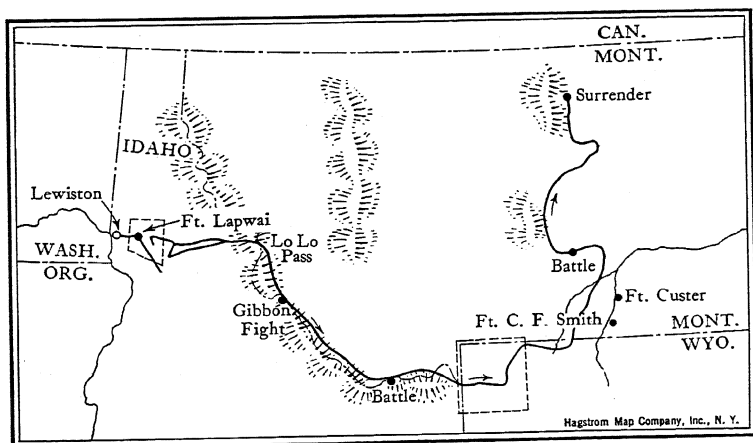 CAN.
MONT.
Surrender
IDAHO
Lewiston
Ft. Lapwai
Lo Lo
Pass
WASH.
ORG.
Battle
Gibbon
Fight
Ft. Custer
Ft. C. F. Smith
MONT.
WYO.
Battle
Hagstrom Map Company, Inc., N. Y.